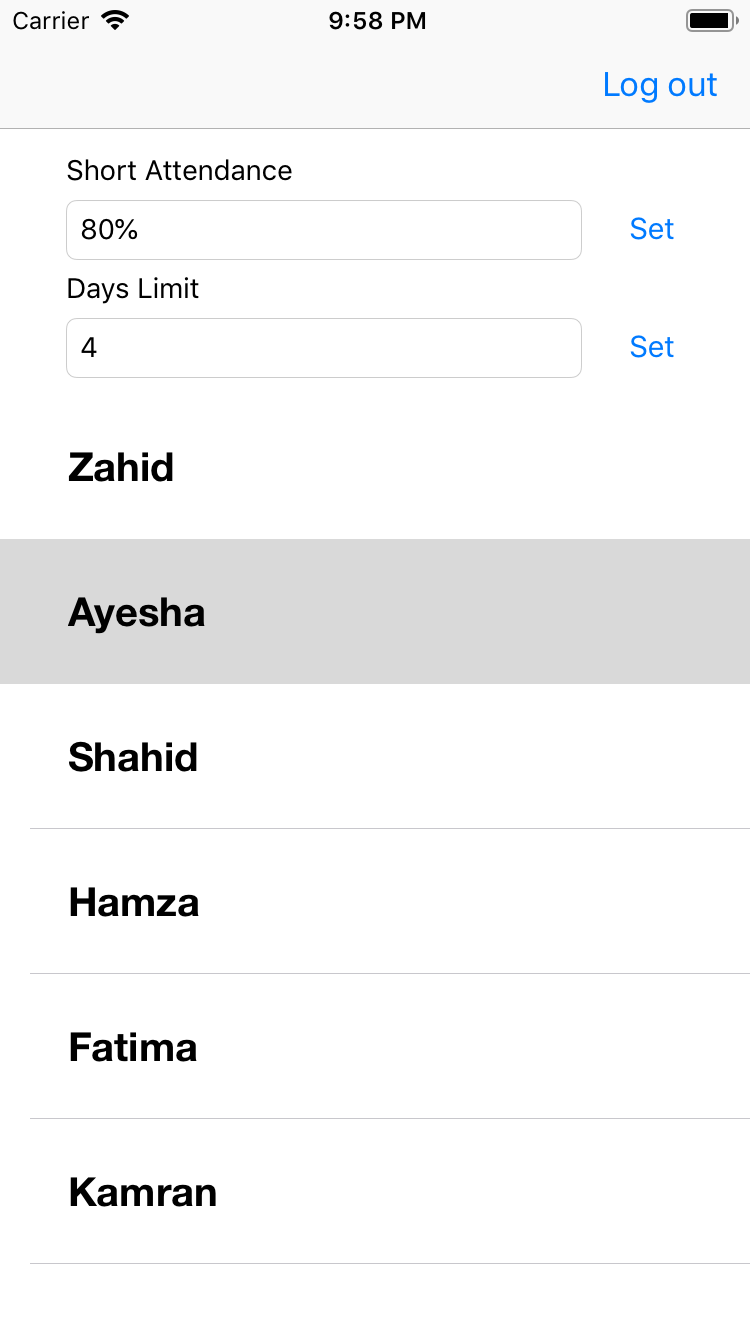 Carrier 9:58 PM
Log out
Short Attendance
80% Set
Days Limit
4 Set
Zahid
Ayesha
Shahid
Hamza
Fatima
Kamran